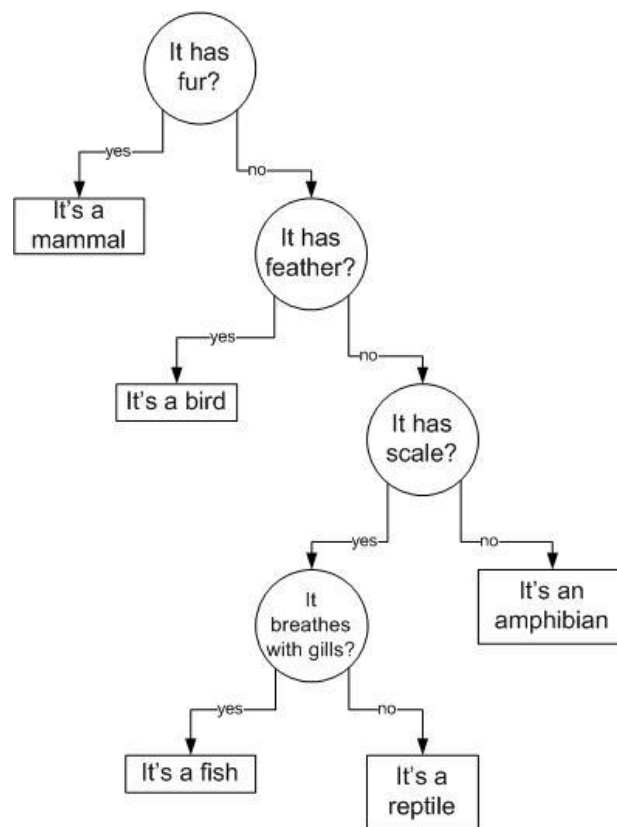 It has
fur?
yes
no
It's a
mammal
It has
feather?
yes
no
It's a bird
It has
scale?
yes
no
It
breathes
with gills?
It's an
amphibian
yes
no
It's a fish
It's a
reptile